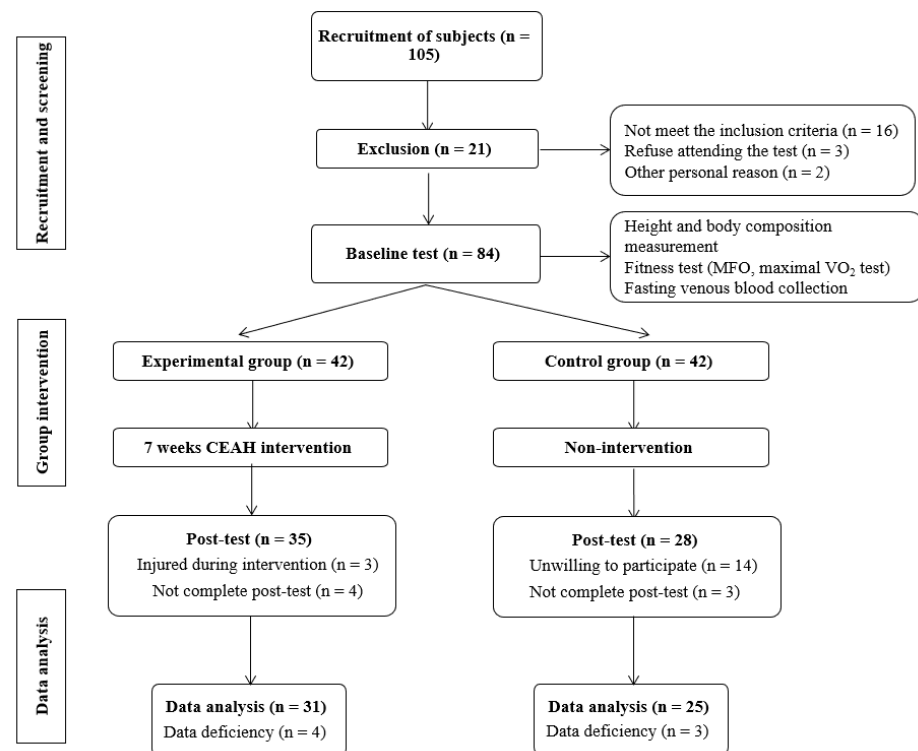 Recruitment and screening
Recruitment of subjects (n =
105)
Exclusion (n = 21)
Not meet the inclusion criteria (n = 16)
Refuse attending the test (n = 3)
Other personal reason (n = 2)
Baseline test (n = 84)
Height and body composition
measurement
Fitness test (MFO, maximal VO₂ test)
Fasting venous blood collection
Group intervention
Experimental group (n = 42)
Control group (n = 42)
7 weeks CEAH intervention
Non-intervention
Post-test (n = 35)
Injured during intervention (n = 3)
Not complete post-test (n = 4)
Post-test (n = 28)
Unwilling to participate (n = 14)
Not complete post-test (n = 3)
Data analysis
Data analysis (n = 31)
Data deficiency (n = 4)
Data analysis (n = 25)
Data deficiency (n = 3)